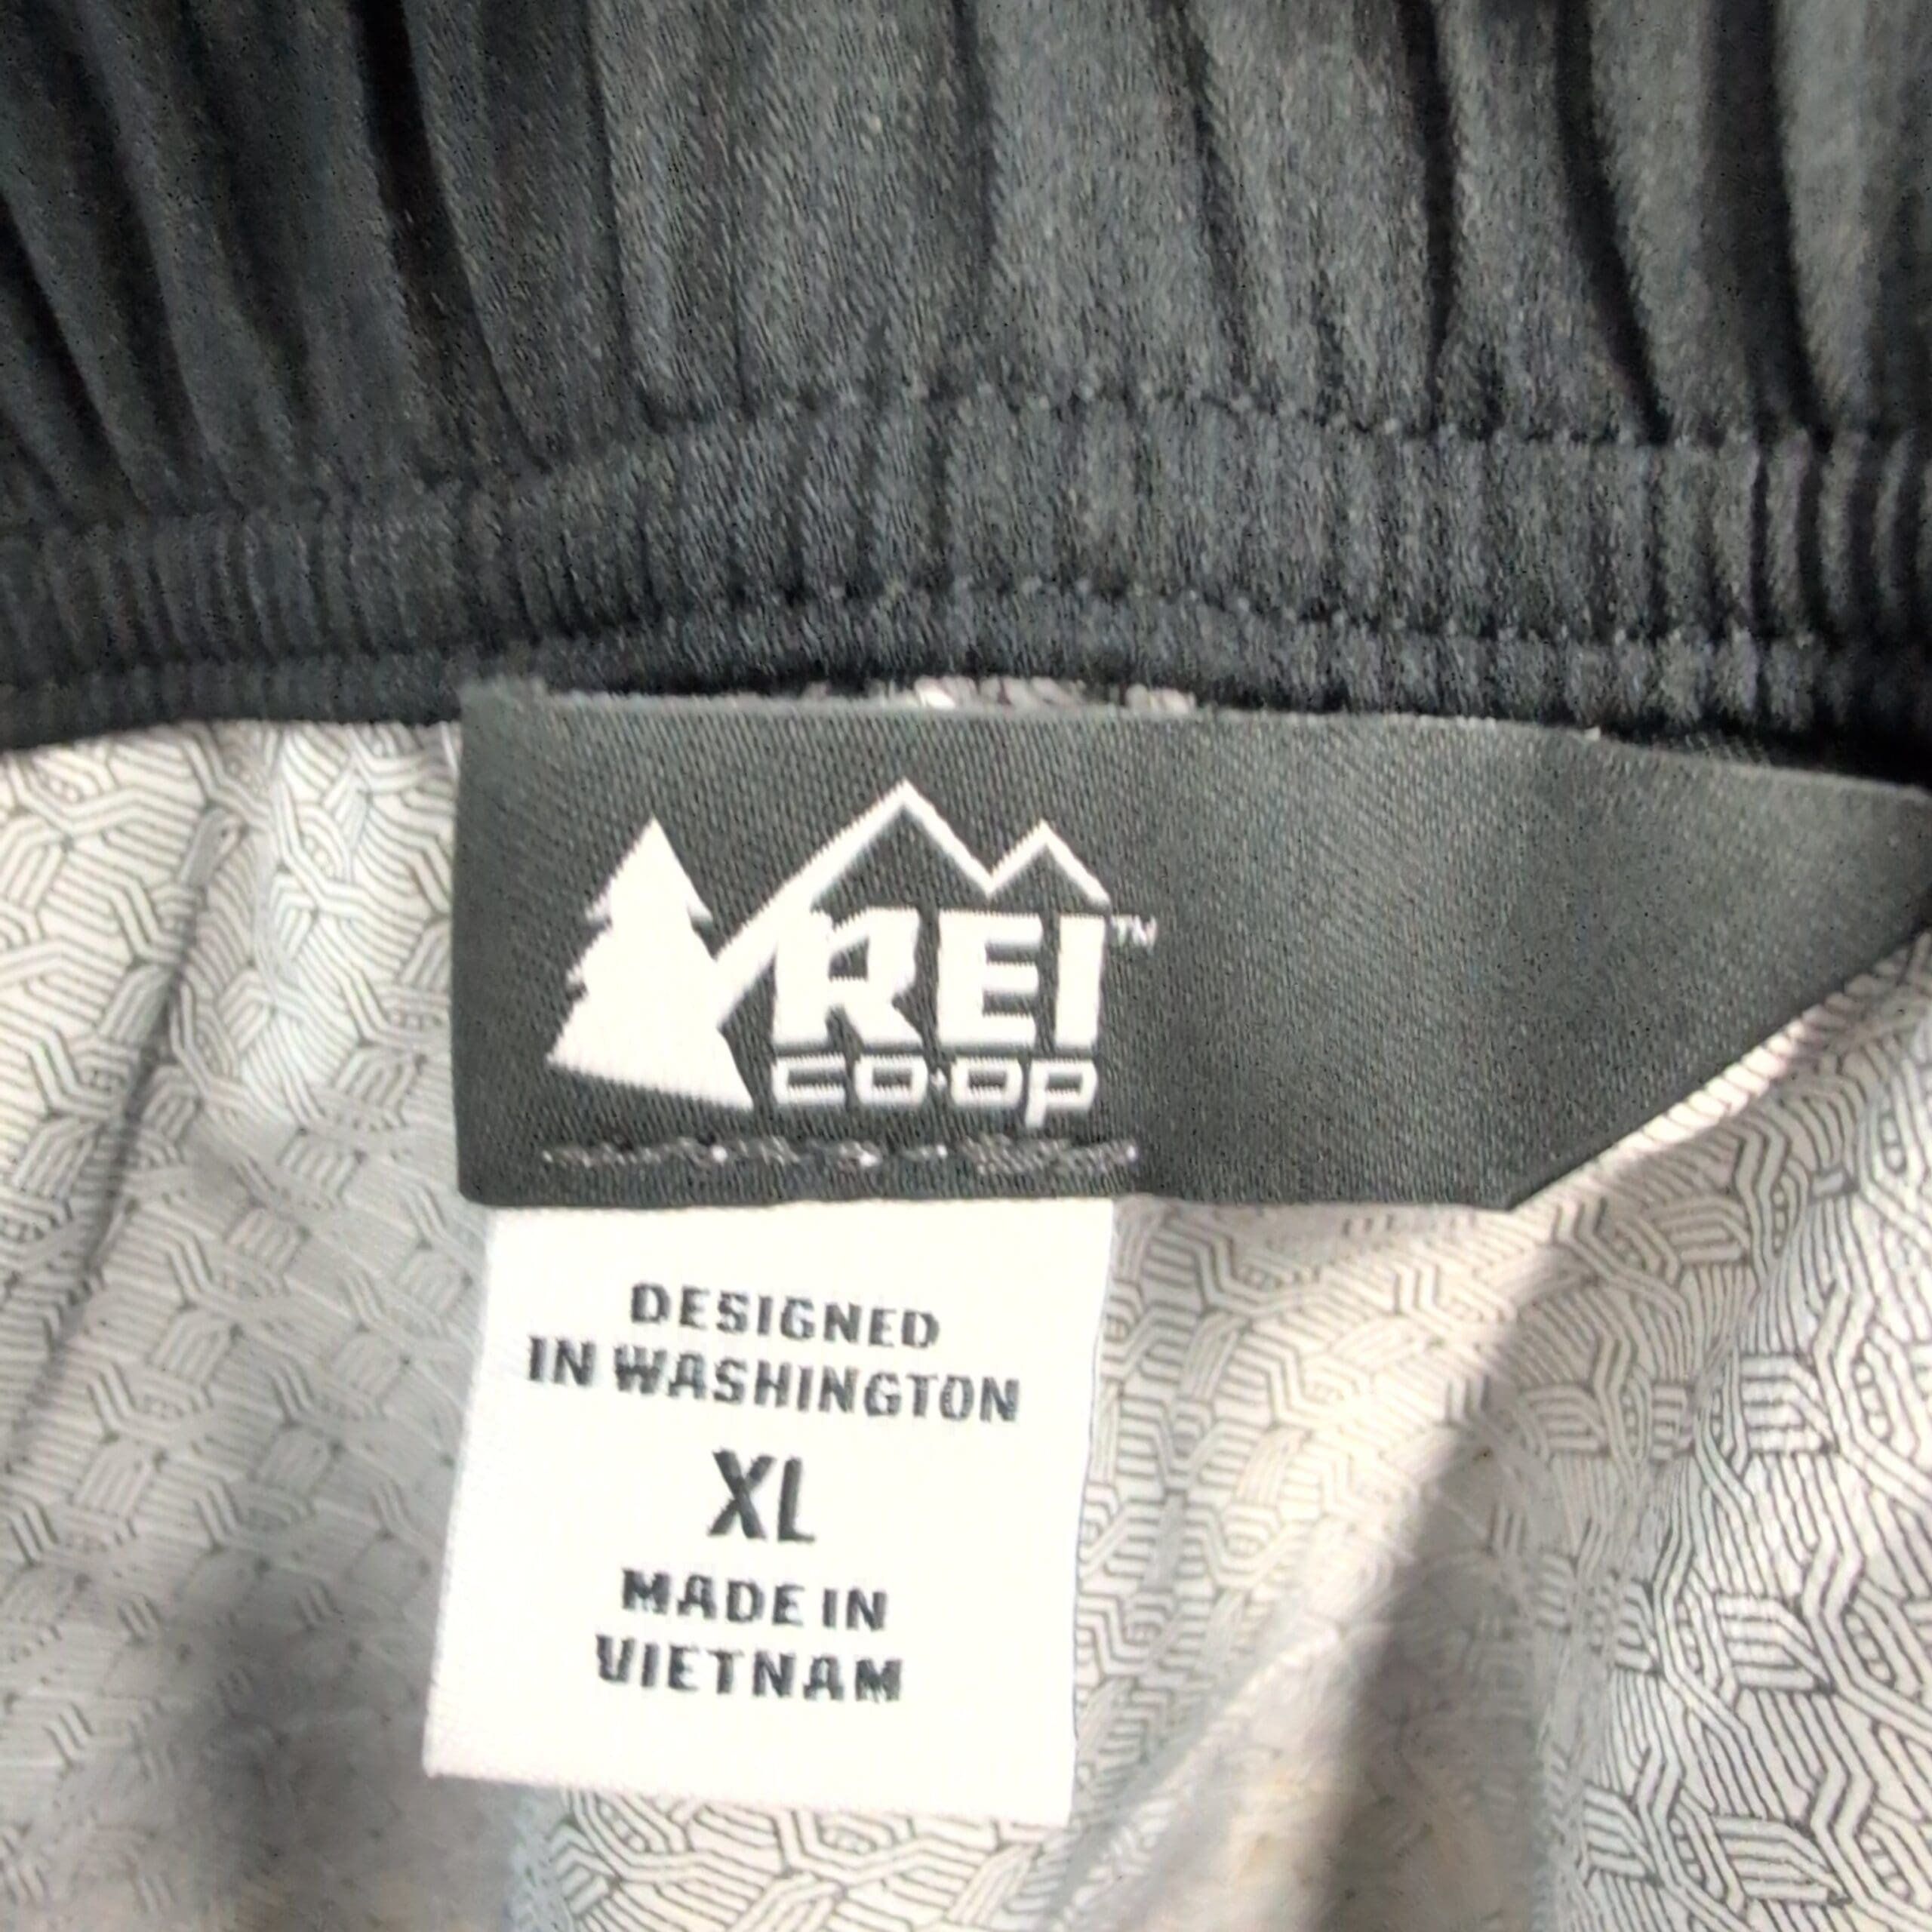 REI™
CO·OP
DESIGNED
IN WASHINGTON
XL
MADE IN
VIETNAM